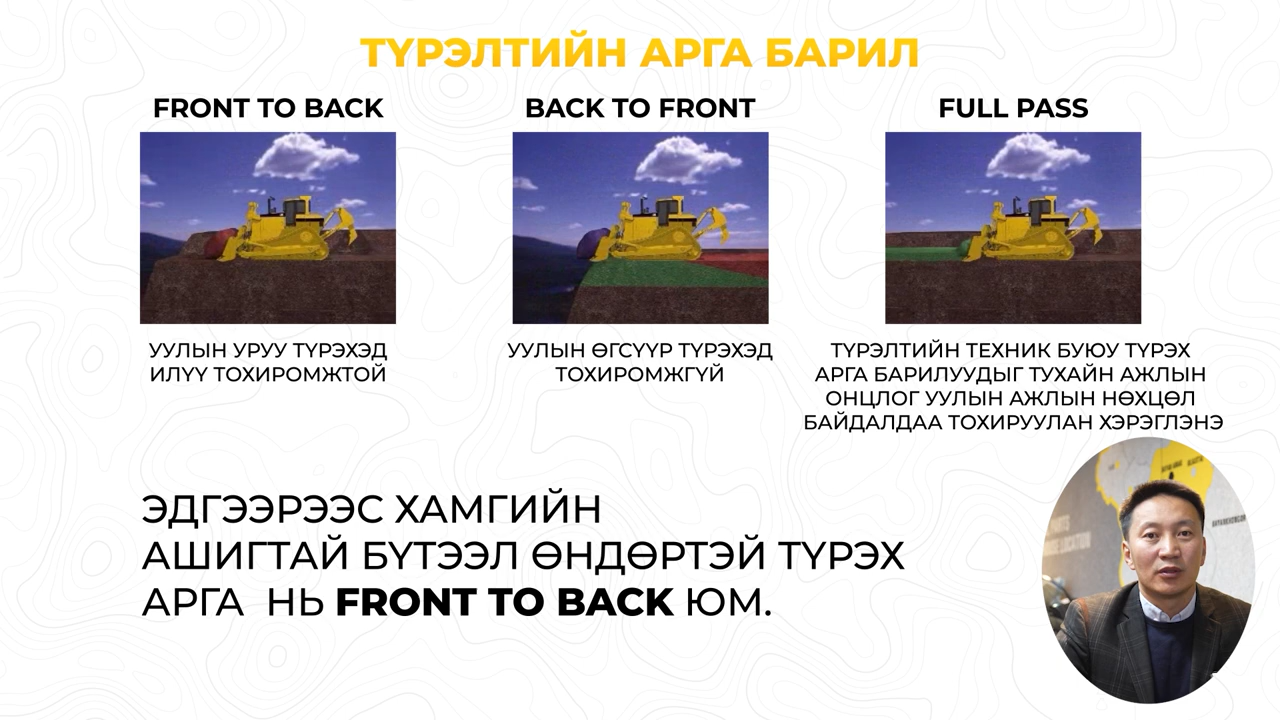 ТҮРЭЛТИЙН АРГА БАРИЛ
FRONT TO BACK
УУЛЫН УРУУ ТҮРЭХЭД
ИЛҮҮ ТОХИРОМЖТОЙ
BACK TO FRONT
УУЛЫН ӨГСҮҮР ТҮРЭХЭД
ТОХИРОМЖГҮЙ
FULL PASS
ТҮРЭЛТИЙН ТЕХНИК БУЮУ ТҮРЭХ
АРГА БАРИЛУУДЫГ ТУХАЙН АЖЛЫН
ОНЦЛОГ УУЛЫН АЖЛЫН НӨХЦӨЛ
БАЙДАЛДАА ТОХИРУУЛАН ХЭРЭГЛЭНЭ
ЭДГЭЭРЭЭС ХАМГИЙН
АШИГТАЙ БҮТЭЭЛ ӨНДӨРТЭЙ ТҮРЭХ
АРГА НЬ FRONT TO BACK ЮМ.